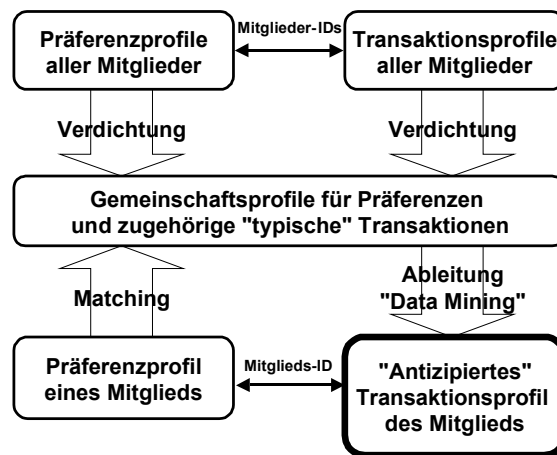 Präferenzprofile
aller Mitglieder
Mitglieder-IDs
Transaktionsprofile
aller Mitglieder
Verdichtung
Verdichtung
Gemeinschaftsprofile für Präferenzen
und zugehörige "typische" Transaktionen
Matching
Ableitung
"Data Mining"
Präferenzprofil
eines Mitglieds
Mitglieds-ID
"Antizipiertes"
Transaktionsprofil
des Mitglieds